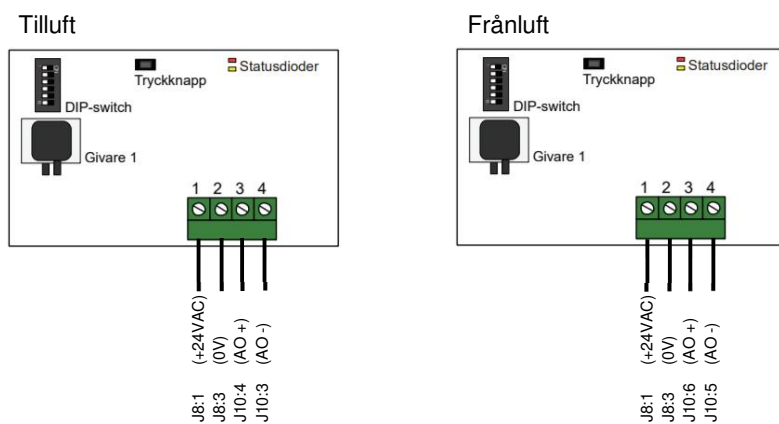 Tilluft
Statusdioder
Tryckknapp
DIP-switch
Givare 1
1 2 3 4
J8:1 (+24VAC)
J8:3 (0V)
J10:4 (AO +)
J10:3 (AO -)
Frånluft
Statusdioder
Tryckknapp
DIP-switch
Givare 1
1 2 3 4
J8:1 (+24VAC)
J8:3 (0V)
J10:6 (AO +)
J10:5 (AO -)